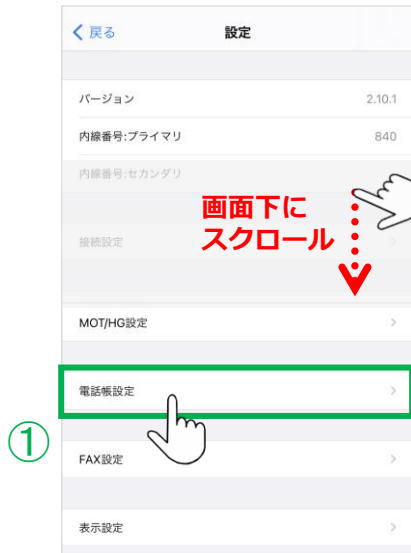 戻る
設定
バージョン
2.10.1
内線番号:プライマリ
840
内線番号:セカンダリ
画面下に
スクロール
接続設定
MOT/HG設定
電話帳設定
①
FAX設定
表示設定